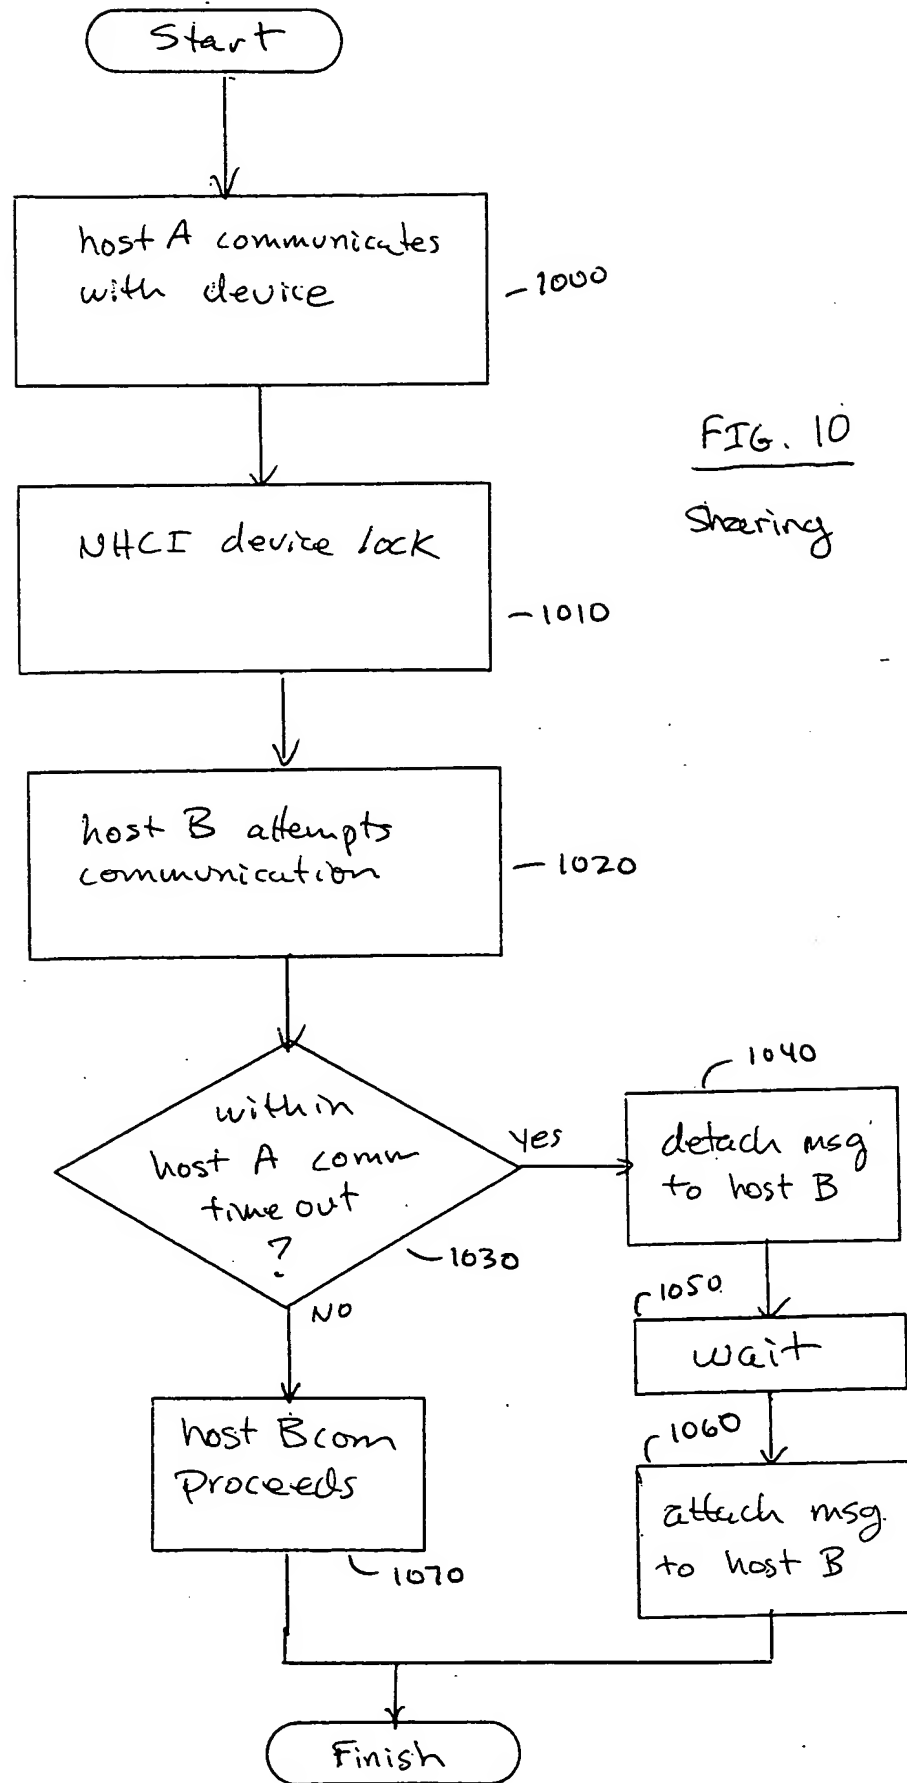 Start
host A communicates
with device
1000
FIG. 10
Sharing
NHCI device lock
1010
host B attempts
communication
1020
within
host A comm
time out
?
1030
yes
1040
detach msg
to host B
1050
wait
1060
attach msg.
to host B
NO
host B com
Proceeds
1070
Finish